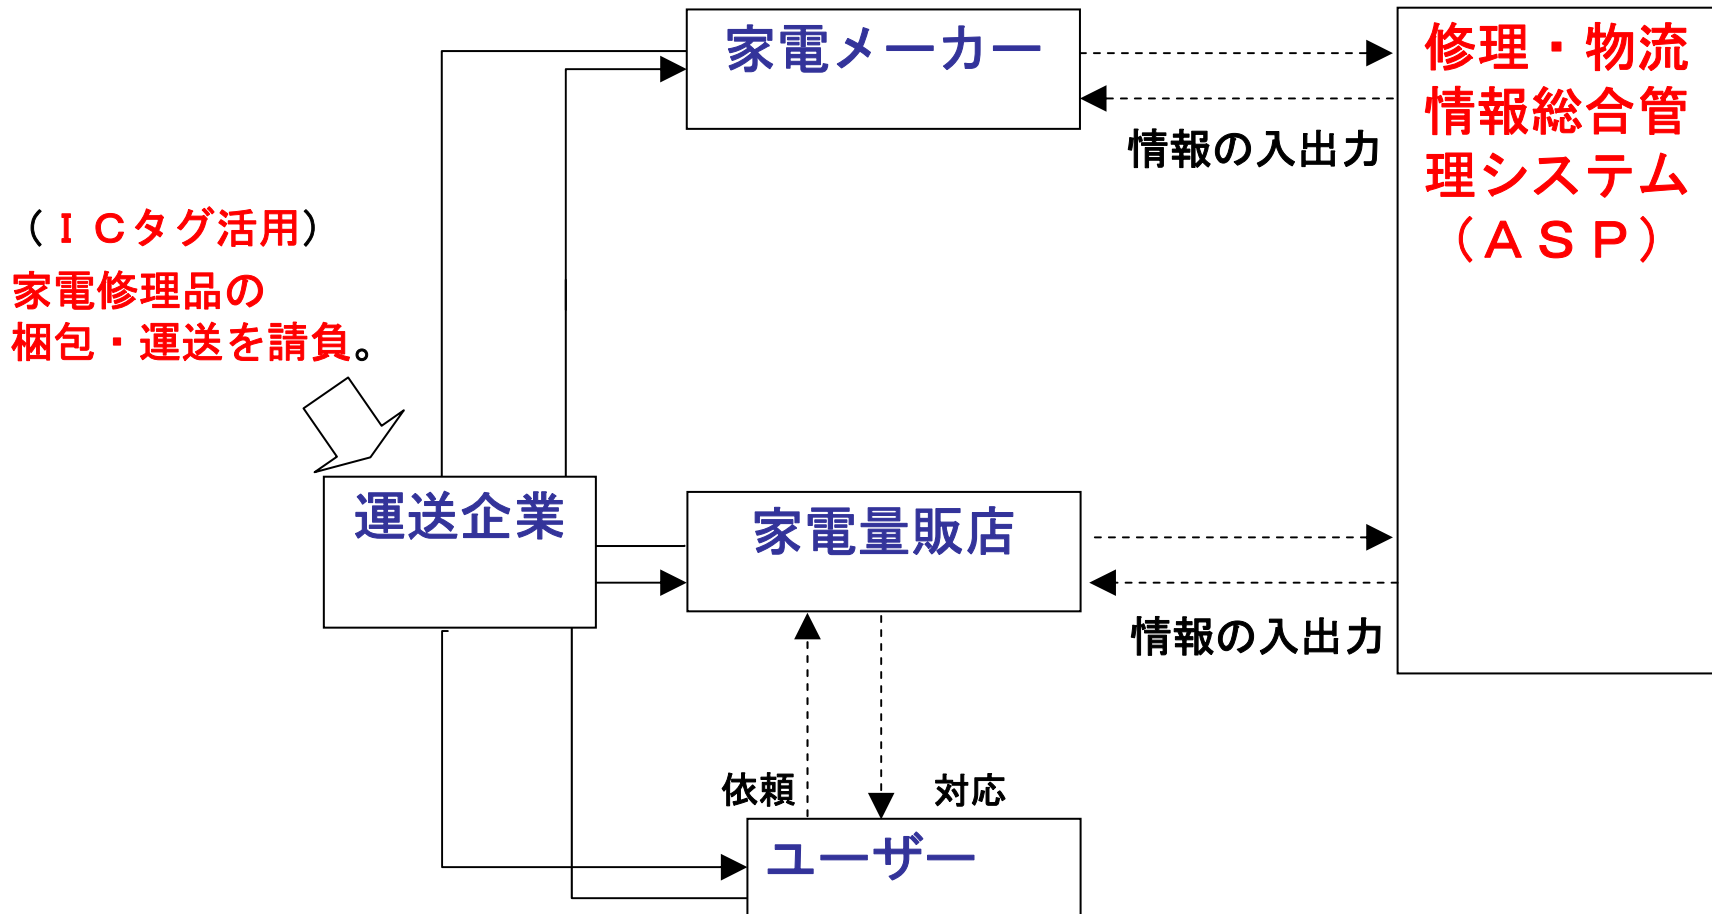 家電メーカー
修理・物流
情報総合管
理システム
（ＡＳＰ）
情報の入出力
（ＩＣタグ活用）
家電修理品の
梱包・運送を請負。
運送企業
家電量販店
情報の入出力
依頼
対応
ユーザー